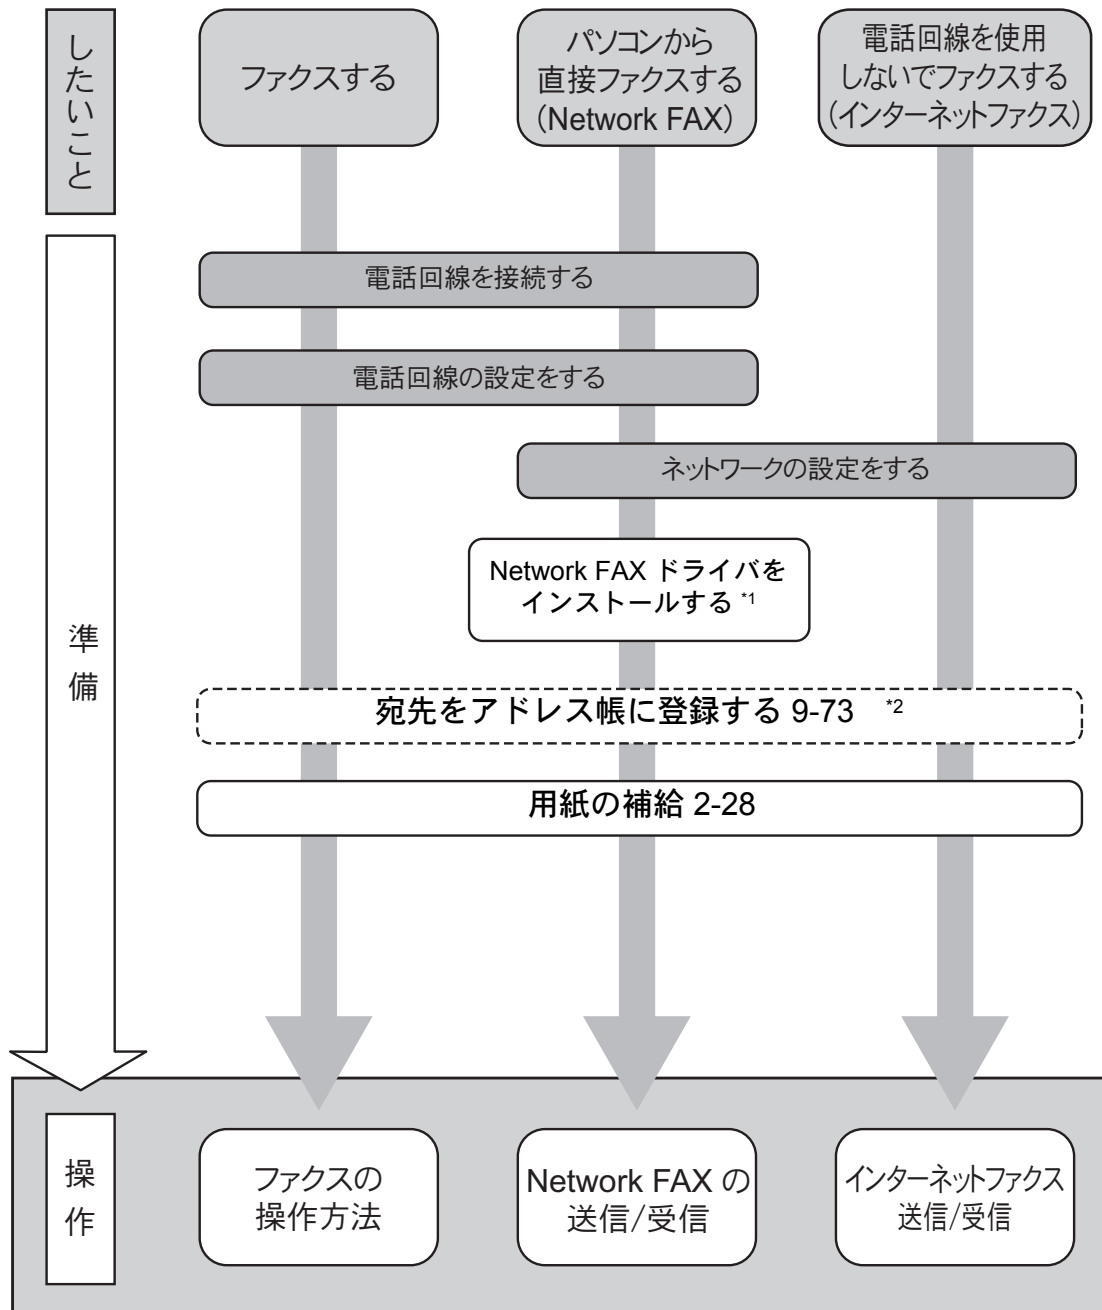 したいこと
ファクスする
パソコンから
直接ファクスする
（Network FAX）
電話回線を使用
しないでファクスする
（インターネットファクス）
準備
電話回線を接続する
電話回線の設定をする
ネットワークの設定をする
Network FAX ドライバを
インストールする *1
宛先をアドレス帳に登録する 9-73 *2
用紙の補給 2-28
操作
ファクスの
操作方法
Network FAX の
送信/受信
インターネットファクス
送信/受信